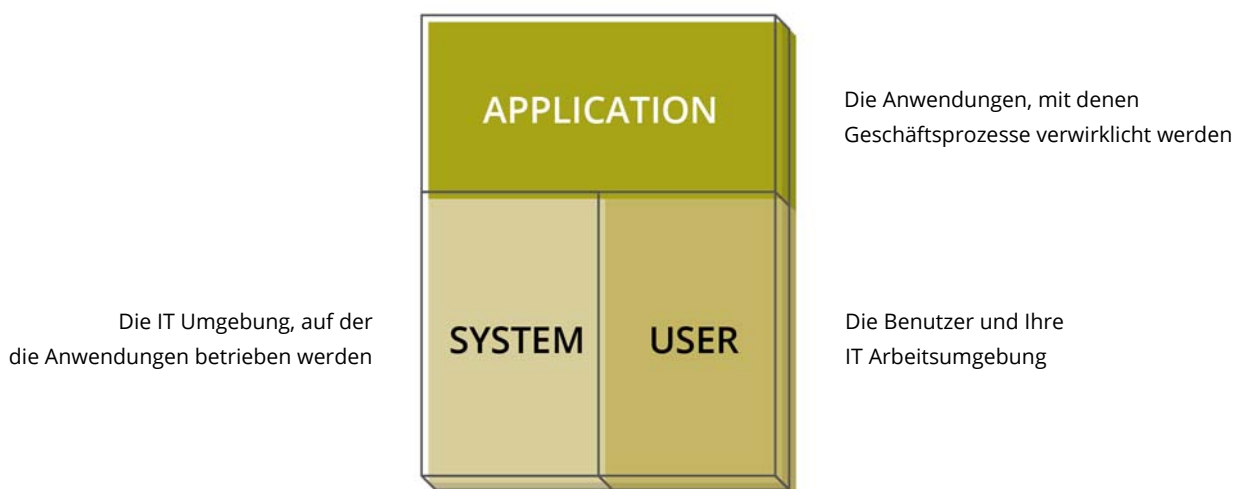 APPLICATION
Die Anwendungen, mit denen
Geschäftsprozesse verwirklicht werden
Die IT Umgebung, auf der
die Anwendungen betrieben werden
SYSTEM
USER
Die Benutzer und Ihre
IT Arbeitsumgebung